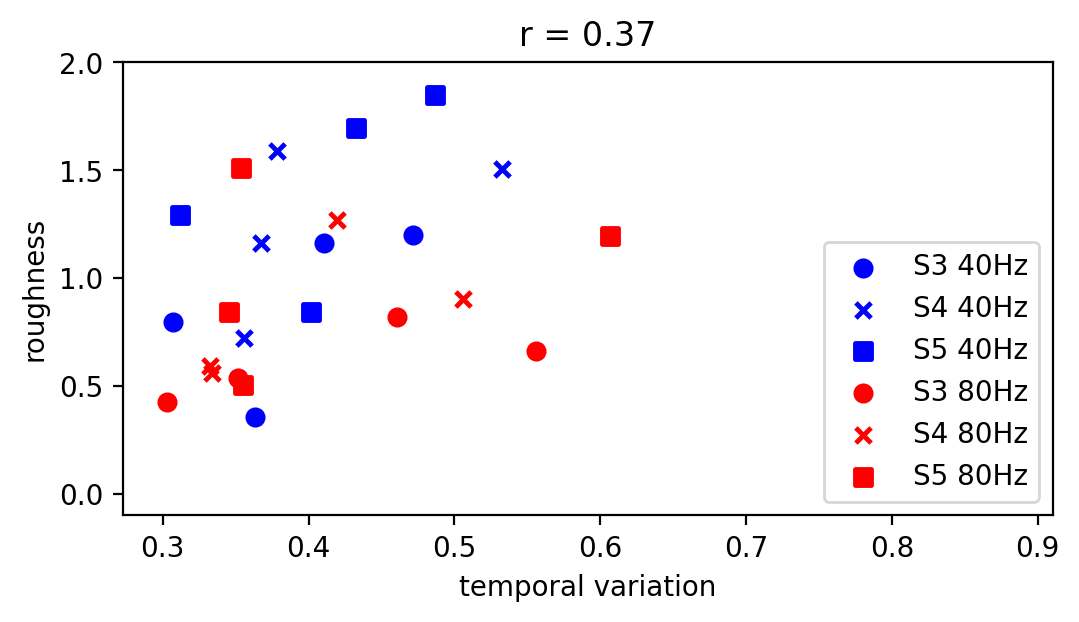 r = 0.37
2.0
1.5
1.0
0.5
0.0
roughness
0.3 0.4 0.5 0.6 0.7 0.8 0.9
temporal variation
S3 40Hz
S4 40Hz
S5 40Hz
S3 80Hz
S4 80Hz
S5 80Hz